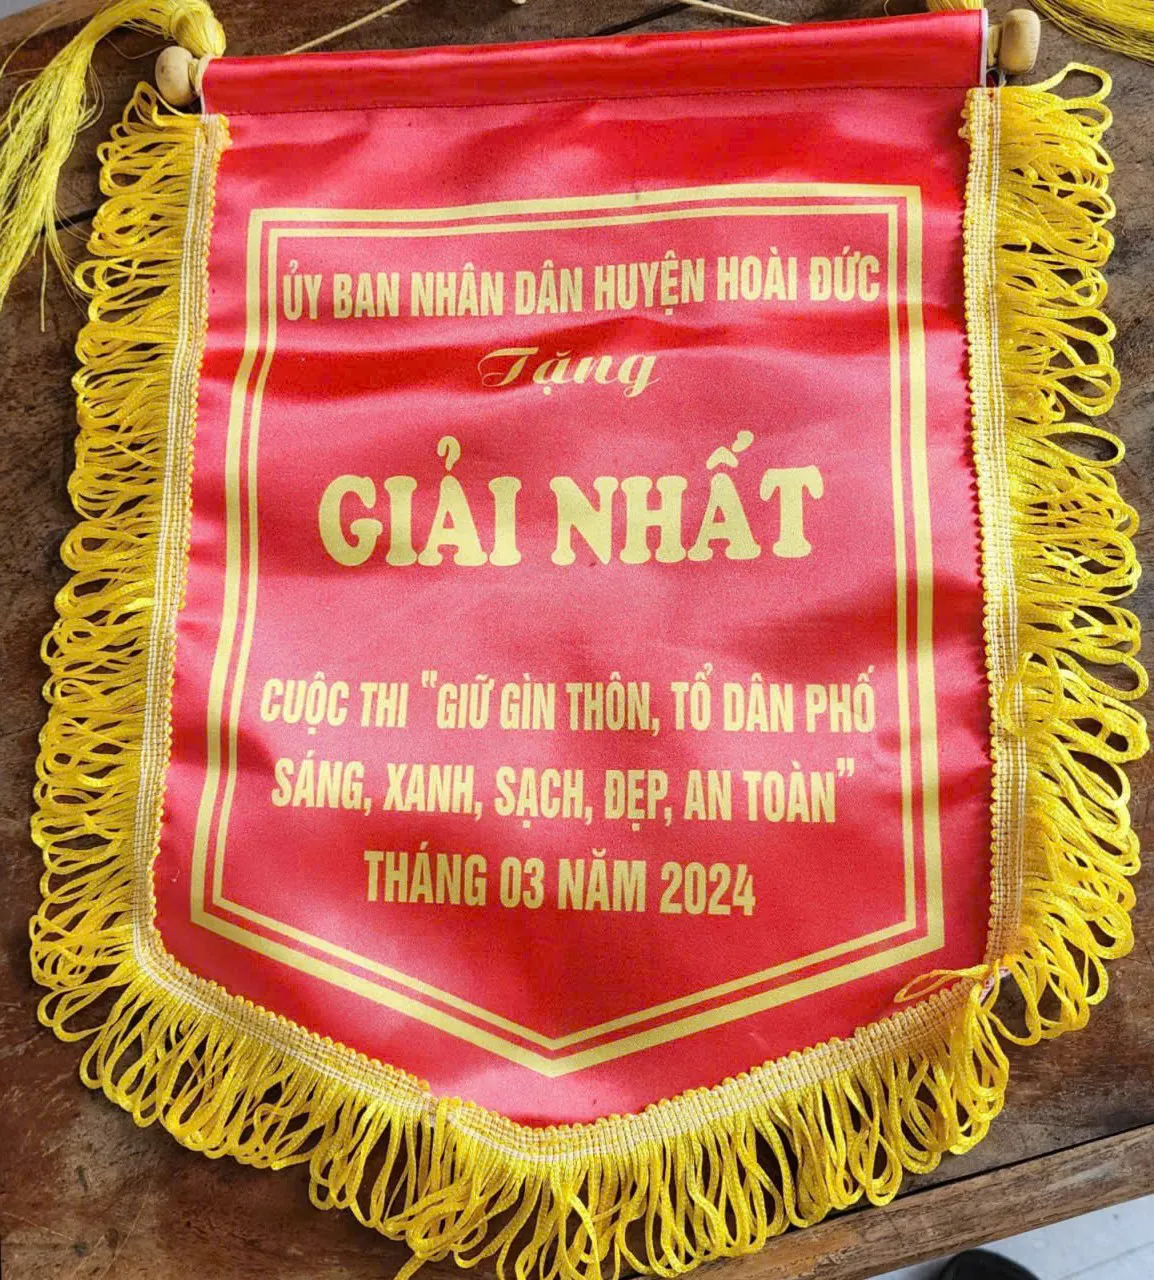 ỦY BAN NHÂN DÂN HUYỆN HOÀI ĐỨC
Tặng
GIẢI NHẤT
CUỘC THI "GIỮ GÌN THÔN, TỔ DÂN PHỐ
SÁNG, XANH, SẠCH, ĐẸP, AN TOÀN”
THÁNG 03 NĂM 2024